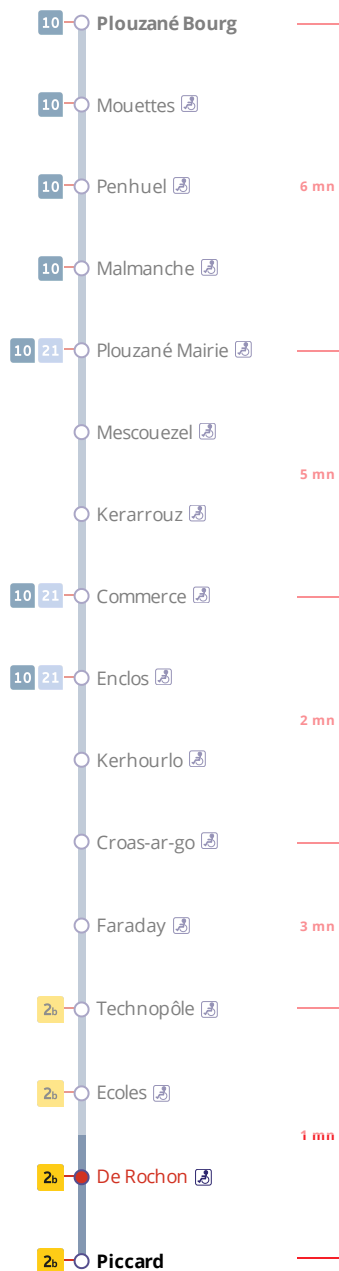 10 Plouzané Bourg
10 Mouettes
10 Penhuel 6 mn
10 Malmanche
10 21 Plouzané Mairie
Mescouezel
5 mn
Kerarrouz
10 21 Commerce
10 21 Enclos
2 mn
Kerhourlo
Croas-ar-go
Faraday 3 mn
2b Technopôle
2b Ecoles
1 mn
2b De Rochon
2b Piccard